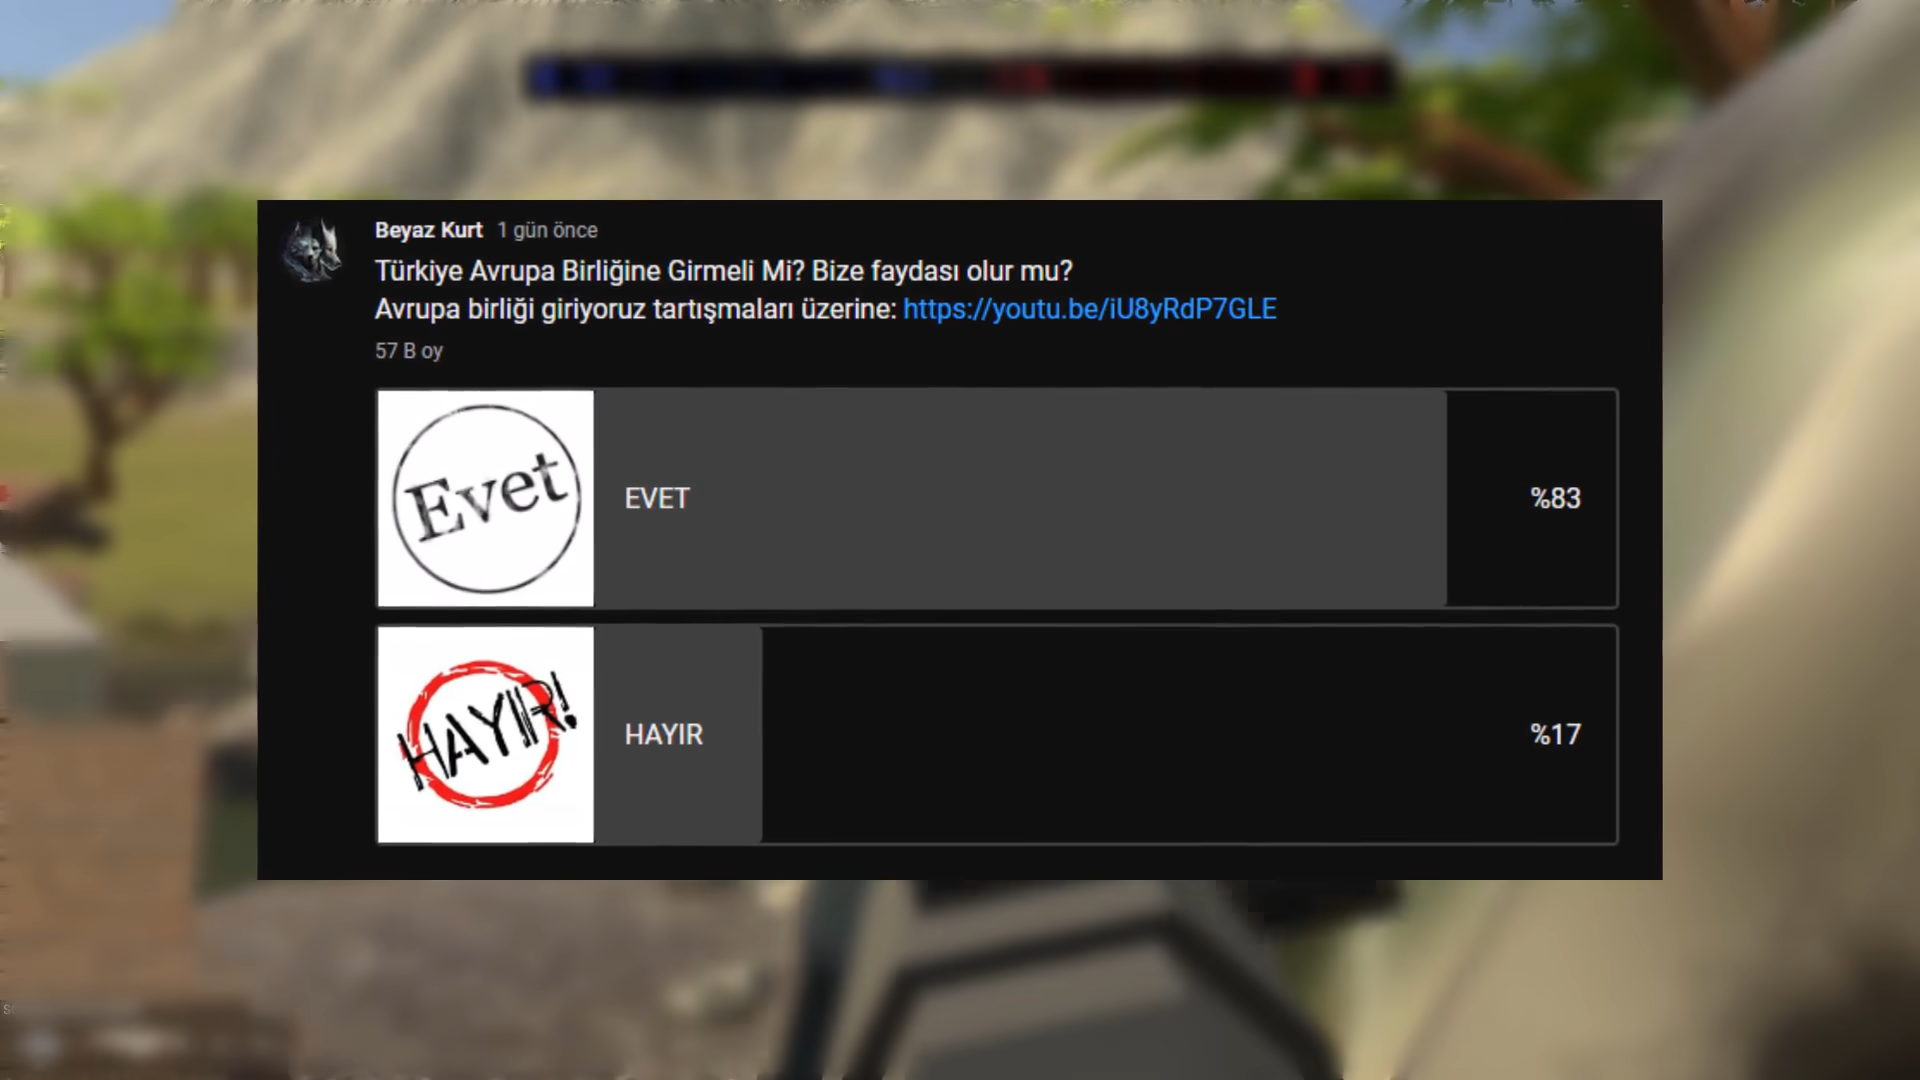 Beyaz Kurt 1 gün önce
Türkiye Avrupa Birliğine Girmeli Mi? Bize faydası olur mu?
Avrupa birliği giriyoruz tartışmaları üzerine: https://youtu.be/iU8yRdP7GLE
57 B oy
Evet
EVET
%83
HAYIR!
HAYIR
%17